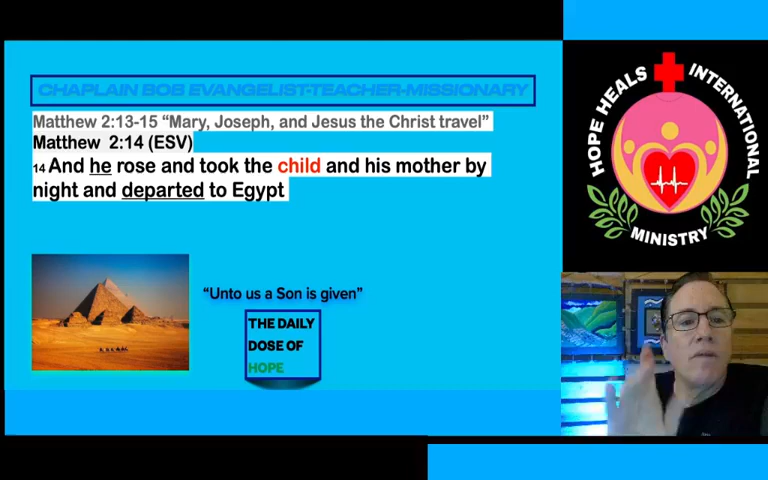 CHAPLAIN BOB EVANGELIST-TEACHER-MISSIONARY
Matthew 2:13-15 “Mary, Joseph, and Jesus the Christ travel”
Matthew 2:14 (ESV)
14 And he rose and took the child and his mother by
night and departed to Egypt
“Unto us a Son is given”
THE DAILY
DOSE OF
HOPE
HOPE HEALS INTERNATIONAL
MINISTRY